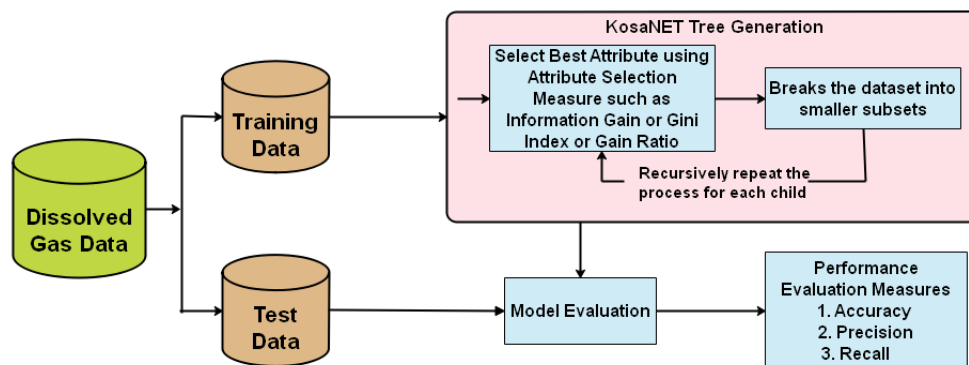 KosaNET Tree Generation
Select Best Attribute using
Attribute Selection
Measure such as
Information Gain or Gini
Index or Gain Ratio
Breaks the dataset into
smaller subsets
Recursively repeat the
process for each child
Training
Data
Dissolved
Gas Data
Test
Data
Model Evaluation
Performance
Evaluation Measures
1. Accuracy
2. Precision
3. Recall